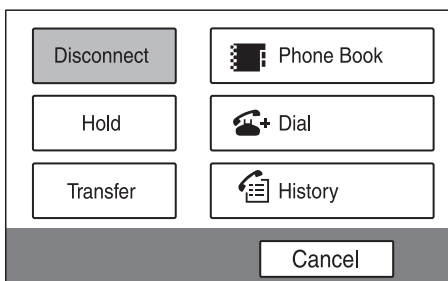 Disconnect
Phone Book
Hold
Dial
Transfer
History
Cancel